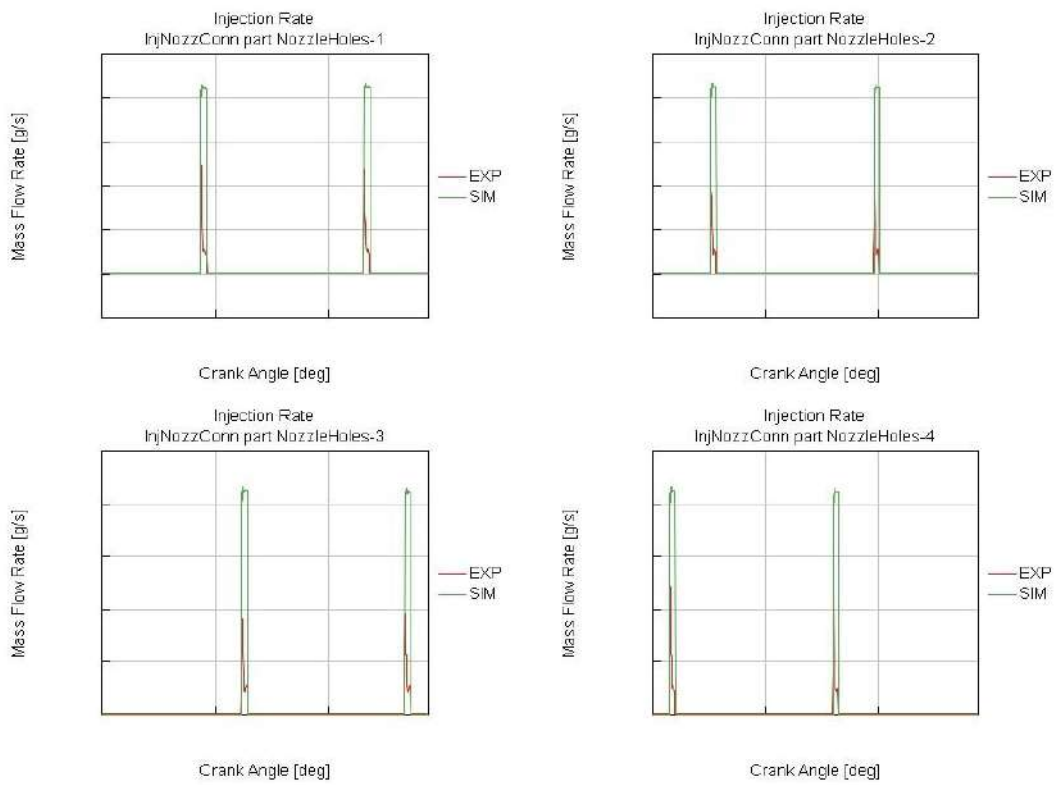 Injection Rate
InjNozzConn part NozzleHoles-1
Mass Flow Rate [g/s]
EXP
SIM
Crank Angle [deg]
Injection Rate
InjNozzConn part NozzleHoles-2
Mass Flow Rate [g/s]
EXP
SIM
Crank Angle [deg]
Injection Rate
InjNozzConn part NozzleHoles-3
Mass Flow Rate [g/s]
EXP
SIM
Crank Angle [deg]
Injection Rate
InjNozzConn part NozzleHoles-4
Mass Flow Rate [g/s]
EXP
SIM
Crank Angle [deg]